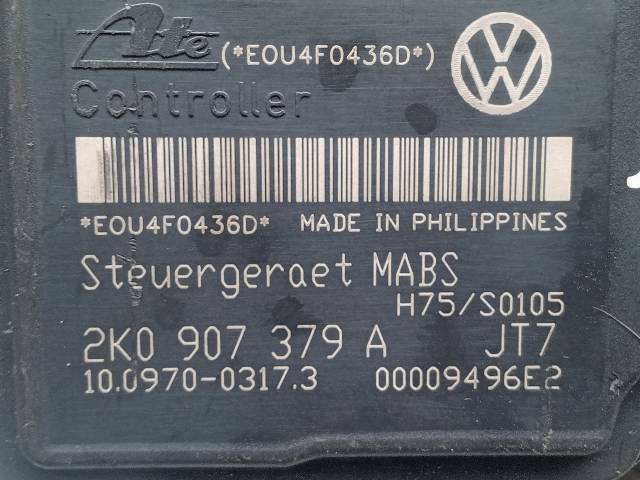 Ate (*EOU4F0436D*) VW
Controller
*EOU4F0436D* MADE IN PHILIPPINES
Steuergeraet MABS
H75/S0105
2K0 907 379 A JT7
10.0970-0317.3 00009496E2